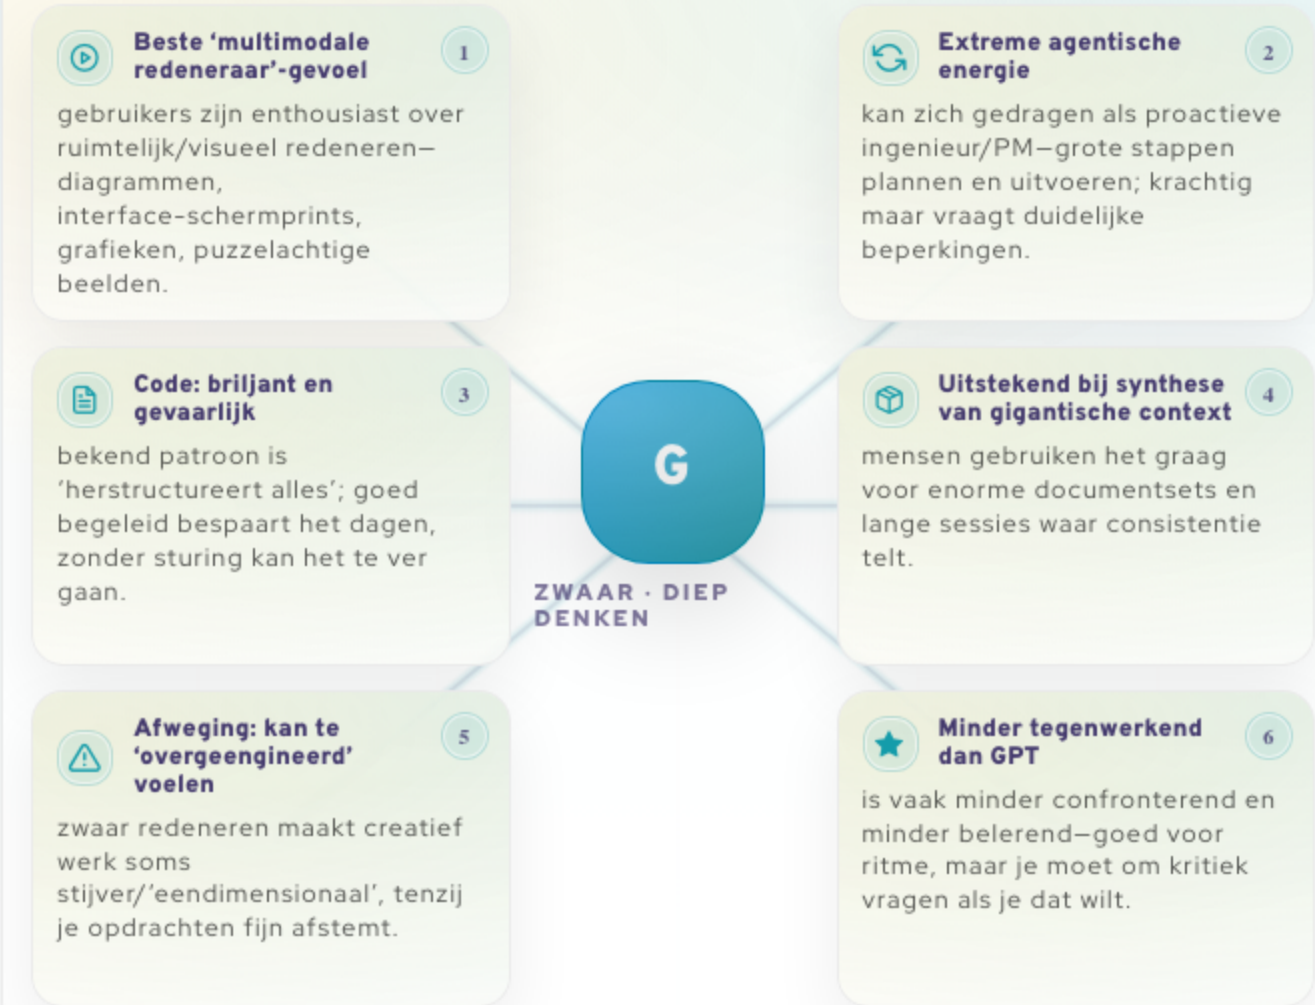 Beste ‘multimodale
redeneraar’-gevoel
1
gebruikers zijn enthousiast over
ruimtelijk/visueel redeneren—
diagrammen,
interface-schermprints,
grafieken, puzzelachtige
beelden.
Extreme agentische
energie
2
kan zich gedragen als proactieve
ingenieur/PM—grote stappen
plannen en uitvoeren; krachtig
maar vraagt duidelijke
beperkingen.
Code: briljant en
gevaarlijk
3
bekend patroon is
‘herstructureert alles’; goed
begeleid bespaart het dagen,
zonder sturing kan het te ver
gaan.
G
ZWAAR · DIEP
DENKEN
Uitstekend bij synthese
van gigantische context
4
mensen gebruiken het graag
voor enorme documentsets en
lange sessies waar consistentie
telt.
Afweging: kan te
‘overgeengineerd’
voelen
5
zwaar redeneren maakt creatief
werk soms
stijver/‘eendimensionaal’, tenzij
je opdrachten fijn afstemt.
Minder tegenwerkend
dan GPT
6
is vaak minder confronterend en
minder belerend—goed voor
ritme, maar je moet om kritiek
vragen als je dat wilt.